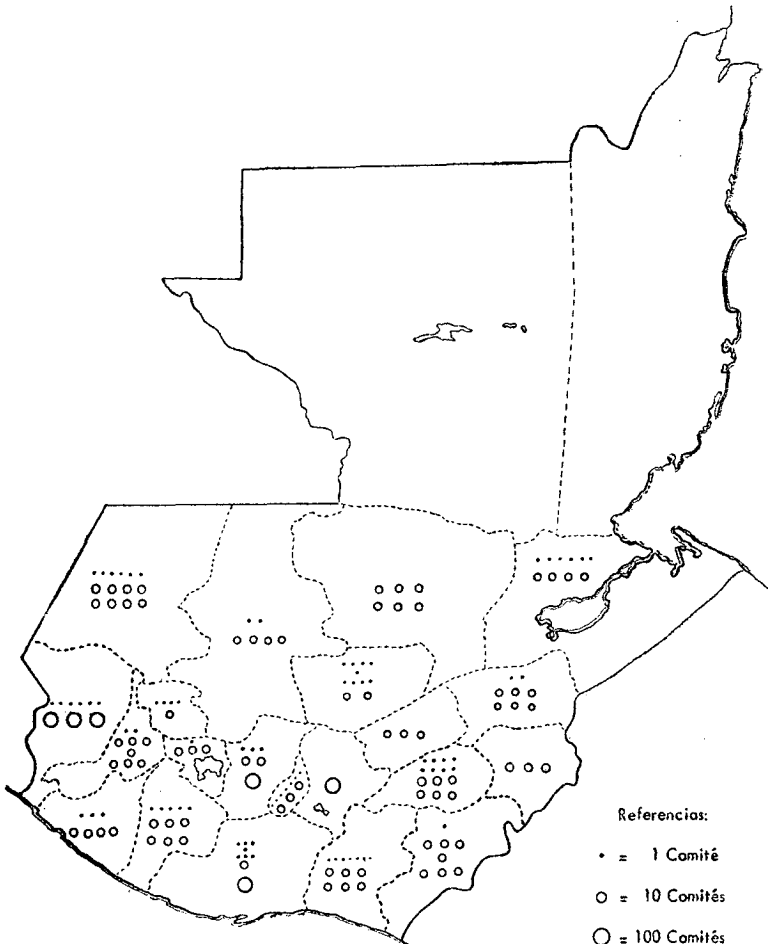 Referencias:
• = 1 Comité
○ = 10 Comités
◯ = 100 Comités